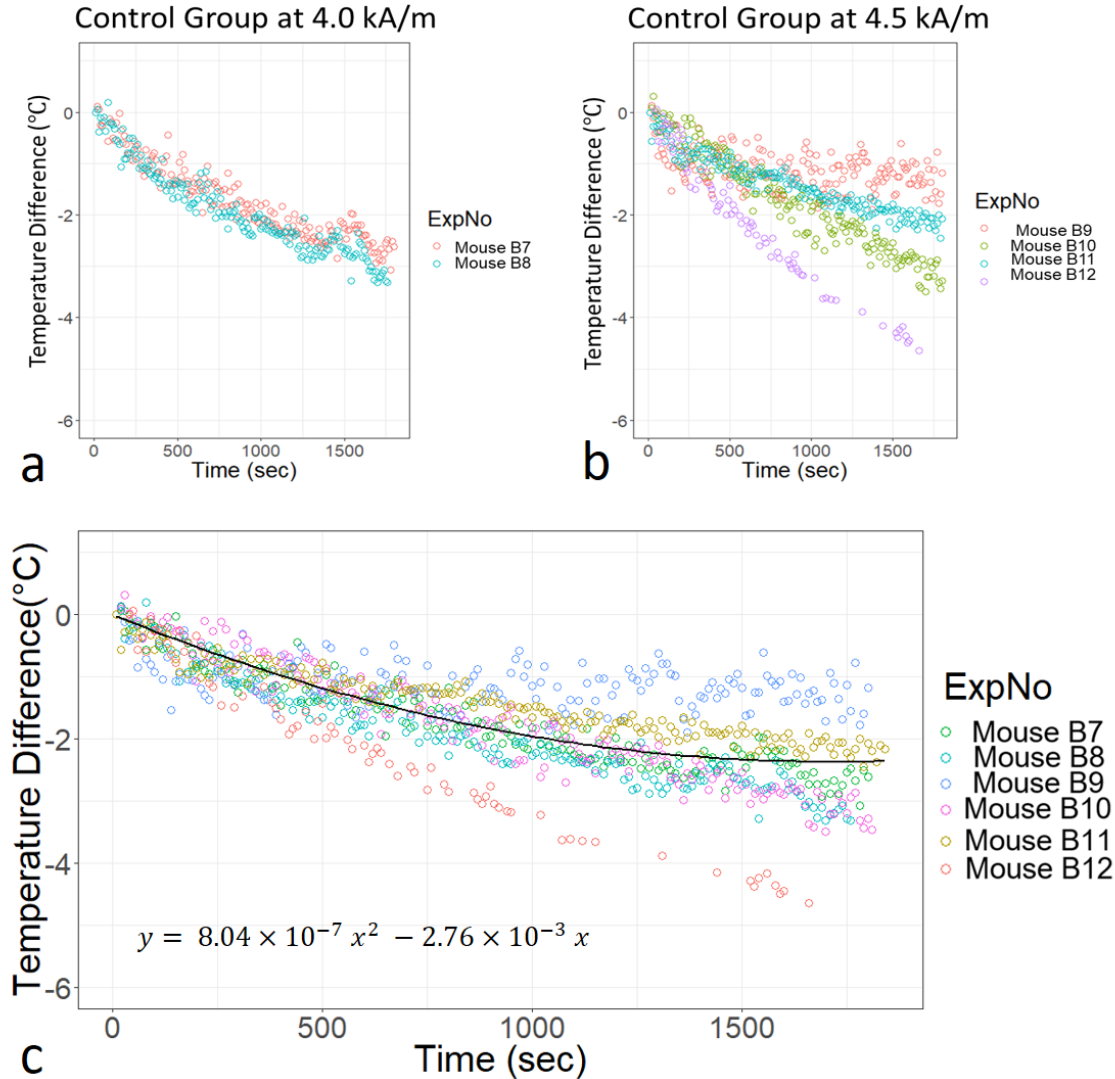 Control Group at 4.0 kA/m
Temperature Difference (°C)
0
-2
-4
-6
0 500 1000 1500
Time (sec)
a
ExpNo
Mouse B7
Mouse B8
Control Group at 4.5 kA/m
Temperature Difference (°C)
0
-2
-4
-6
0 500 1000 1500
Time (sec)
b
ExpNo
Mouse B9
Mouse B10
Mouse B11
Mouse B12
Temperature Difference(°C)
0
-2
-4
-6
y = 8.04 × 10⁻⁷ x² − 2.76 × 10⁻³ x
0 500 1000 1500
Time (sec)
c
ExpNo
Mouse B7
Mouse B8
Mouse B9
Mouse B10
Mouse B11
Mouse B12